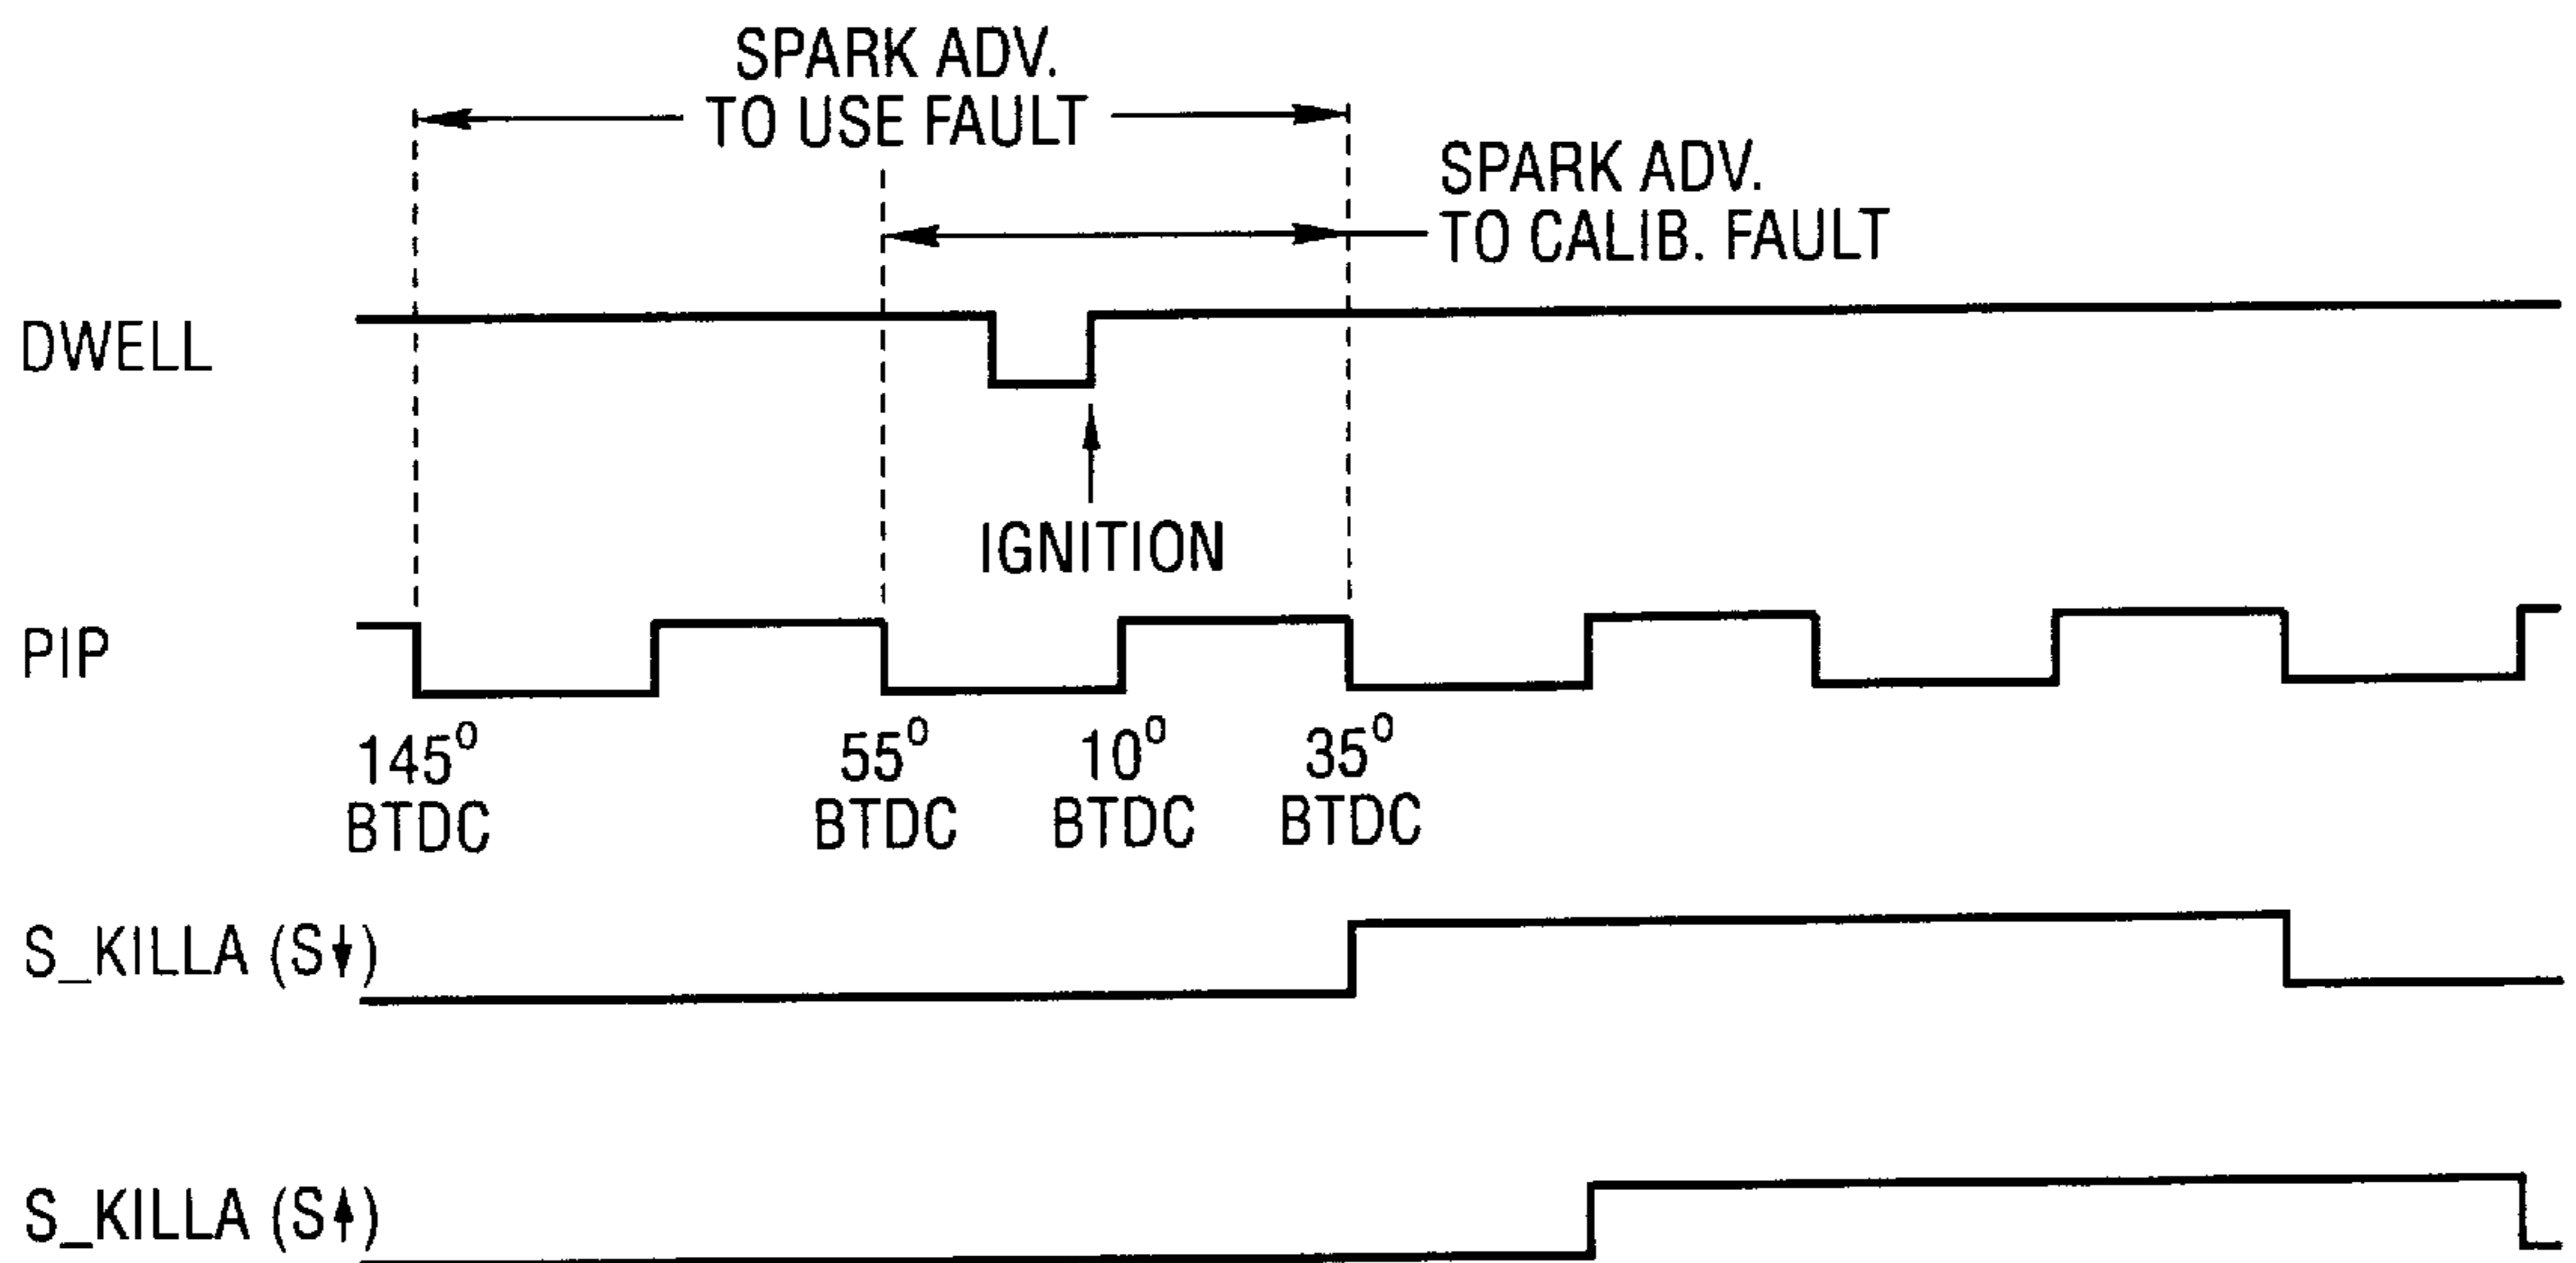 SPARK ADV.
TO USE FAULT
SPARK ADV.
TO CALIB. FAULT
DWELL
IGNITION
PIP
145° 55° 10° 35°
BTDC BTDC BTDC BTDC
S_KILLA (S↓)
S_KILLA (S↑)